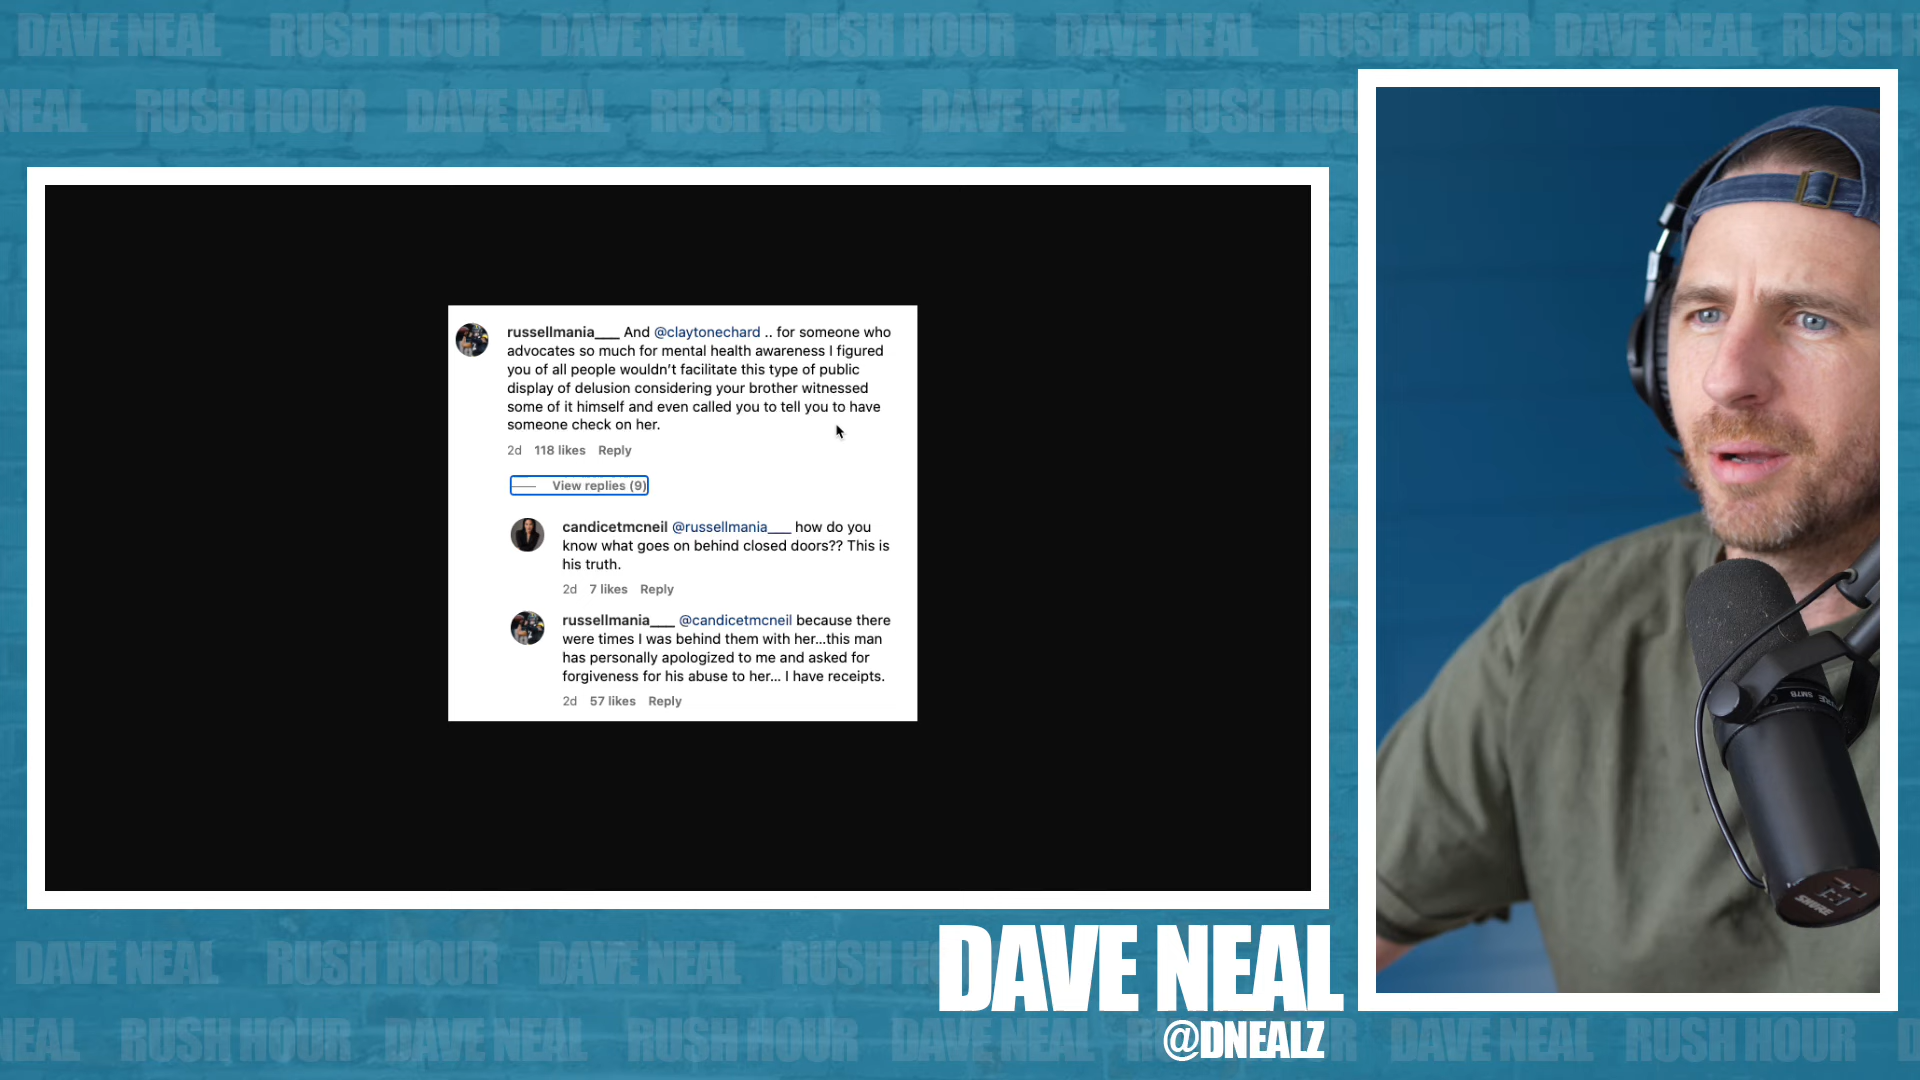 DAVE NEAL RUSH HOUR DAVE NEAL RUSH HOUR DAVE NEAL RUSH HOUR DAVE NEAL RUSH H
NEAL RUSH HOUR DAVE NEAL RUSH HOUR DAVE NEAL RUSH HOU
russellmania___ And @claytonechard .. for someone who
advocates so much for mental health awareness I figured
you of all people wouldn't facilitate this type of public
display of delusion considering your brother witnessed
some of it himself and even called you to tell you to have
someone check on her.
2d 118 likes Reply
View replies (9)
candicetmcneil @russellmania___ how do you
know what goes on behind closed doors?? This is
his truth.
2d 7 likes Reply
russellmania___ @candicetmcneil because there
were times I was behind them with her...this man
has personally apologized to me and asked for
forgiveness for his abuse to her... I have receipts.
2d 57 likes Reply
SM7B
SHURE
DAVE NEAL RUSH HOUR DAVE NEAL RUSH HO
DAVE NEAL
@DNEALZ
NEAL RUSH HOUR DAVE NEAL RUSH HOUR DAVE NEAL R R DAVE NEAL RUSH HOUR D